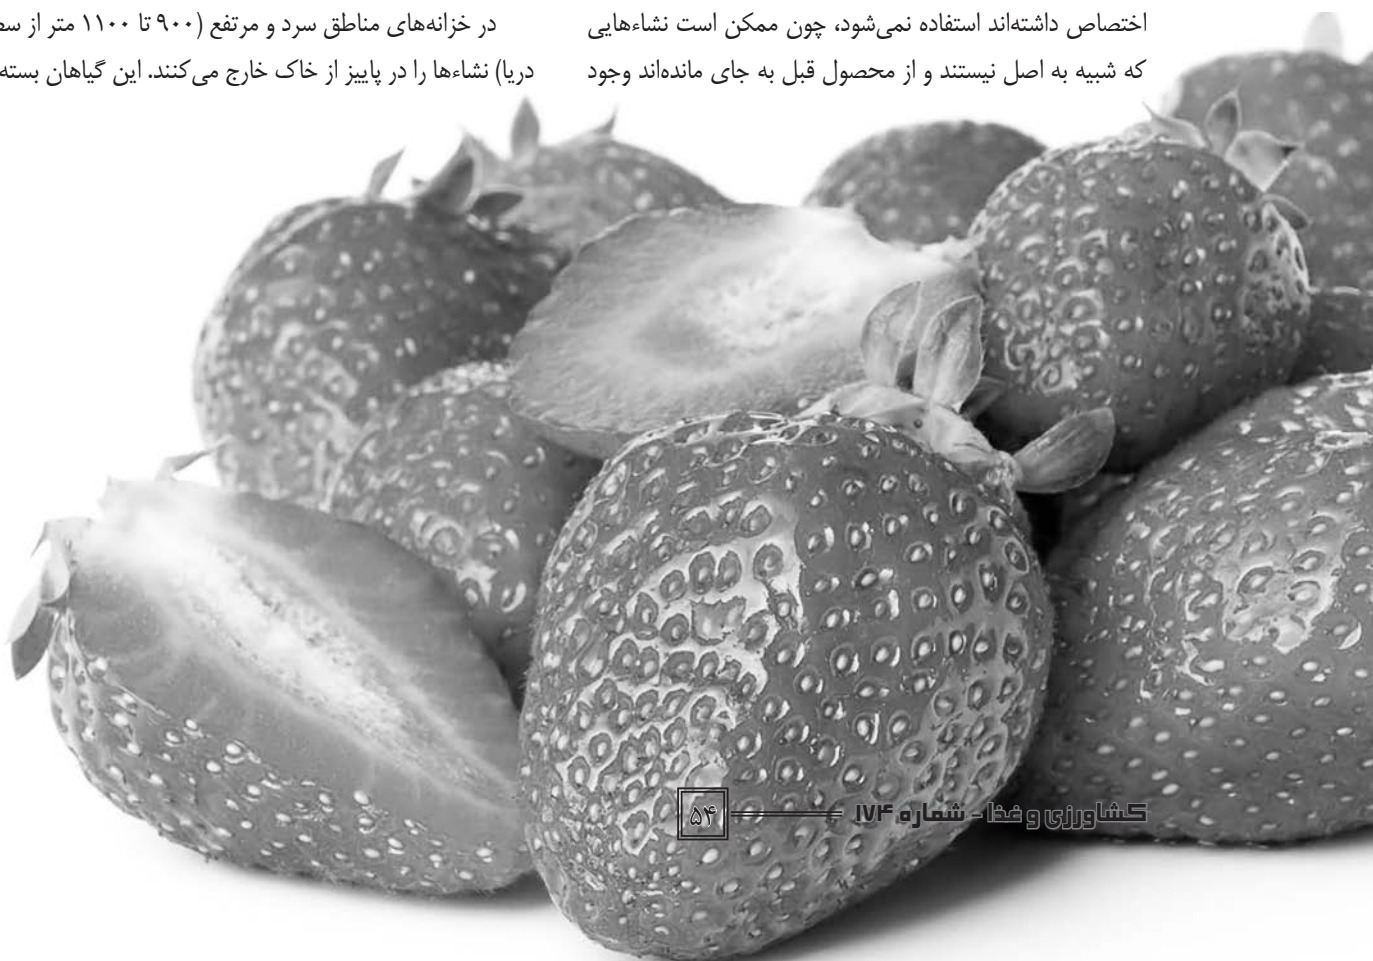 اختصاص داشته‌اند استفاده نمی‌شود، چون ممکن است نشاءهایی
که شبیه به اصل نیستند و از محصول قبل به جای مانده‌اند وجود
در خزانه‌های مناطق سرد و مرتفع (۹۰۰ تا ۱۱۰۰ متر از
دریا) نشاءها را در پاییز از خاک خارج می‌کنند. این گیاهان بسته
کشاورزی و غذا - شماره ۱۷۴
۵۴